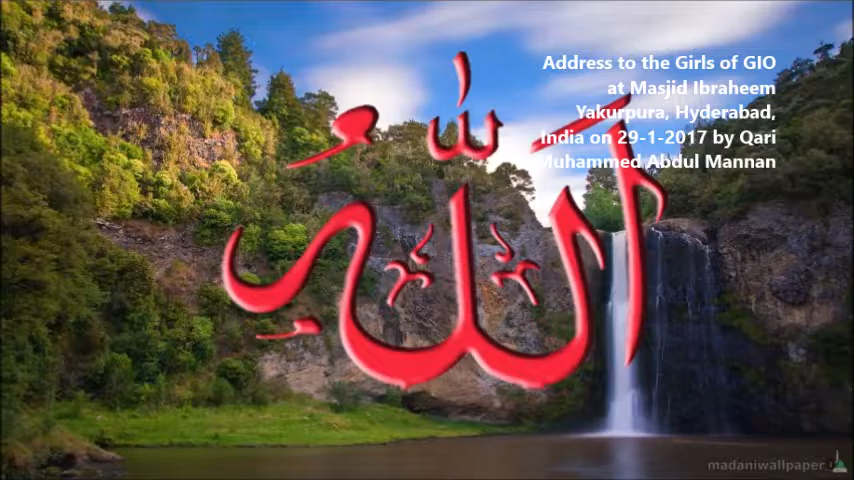 Address to the Girls of GIO
at Masjid Ibraheem
Yakurpura, Hyderabad,
India on 29-1-2017 by Qari
Muhammed Abdul Mannan
الله
madaniwallpaper